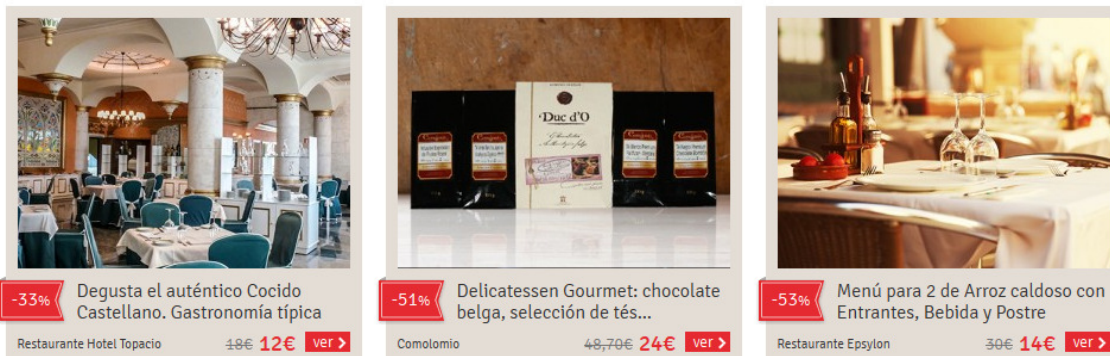 Duc d'O
-33%
Degusta el auténtico Cocido
Castellano. Gastronomía típica
Restaurante Hotel Topacio
18€ 12€ ver
-51%
Delicatessen Gourmet: chocolate
belga, selección de tés...
Comolomio
48,70€ 24€ ver
-53%
Menú para 2 de Arroz caldoso con
Entrantes, Bebida y Postre
Restaurante Epsylon
30€ 14€ ver